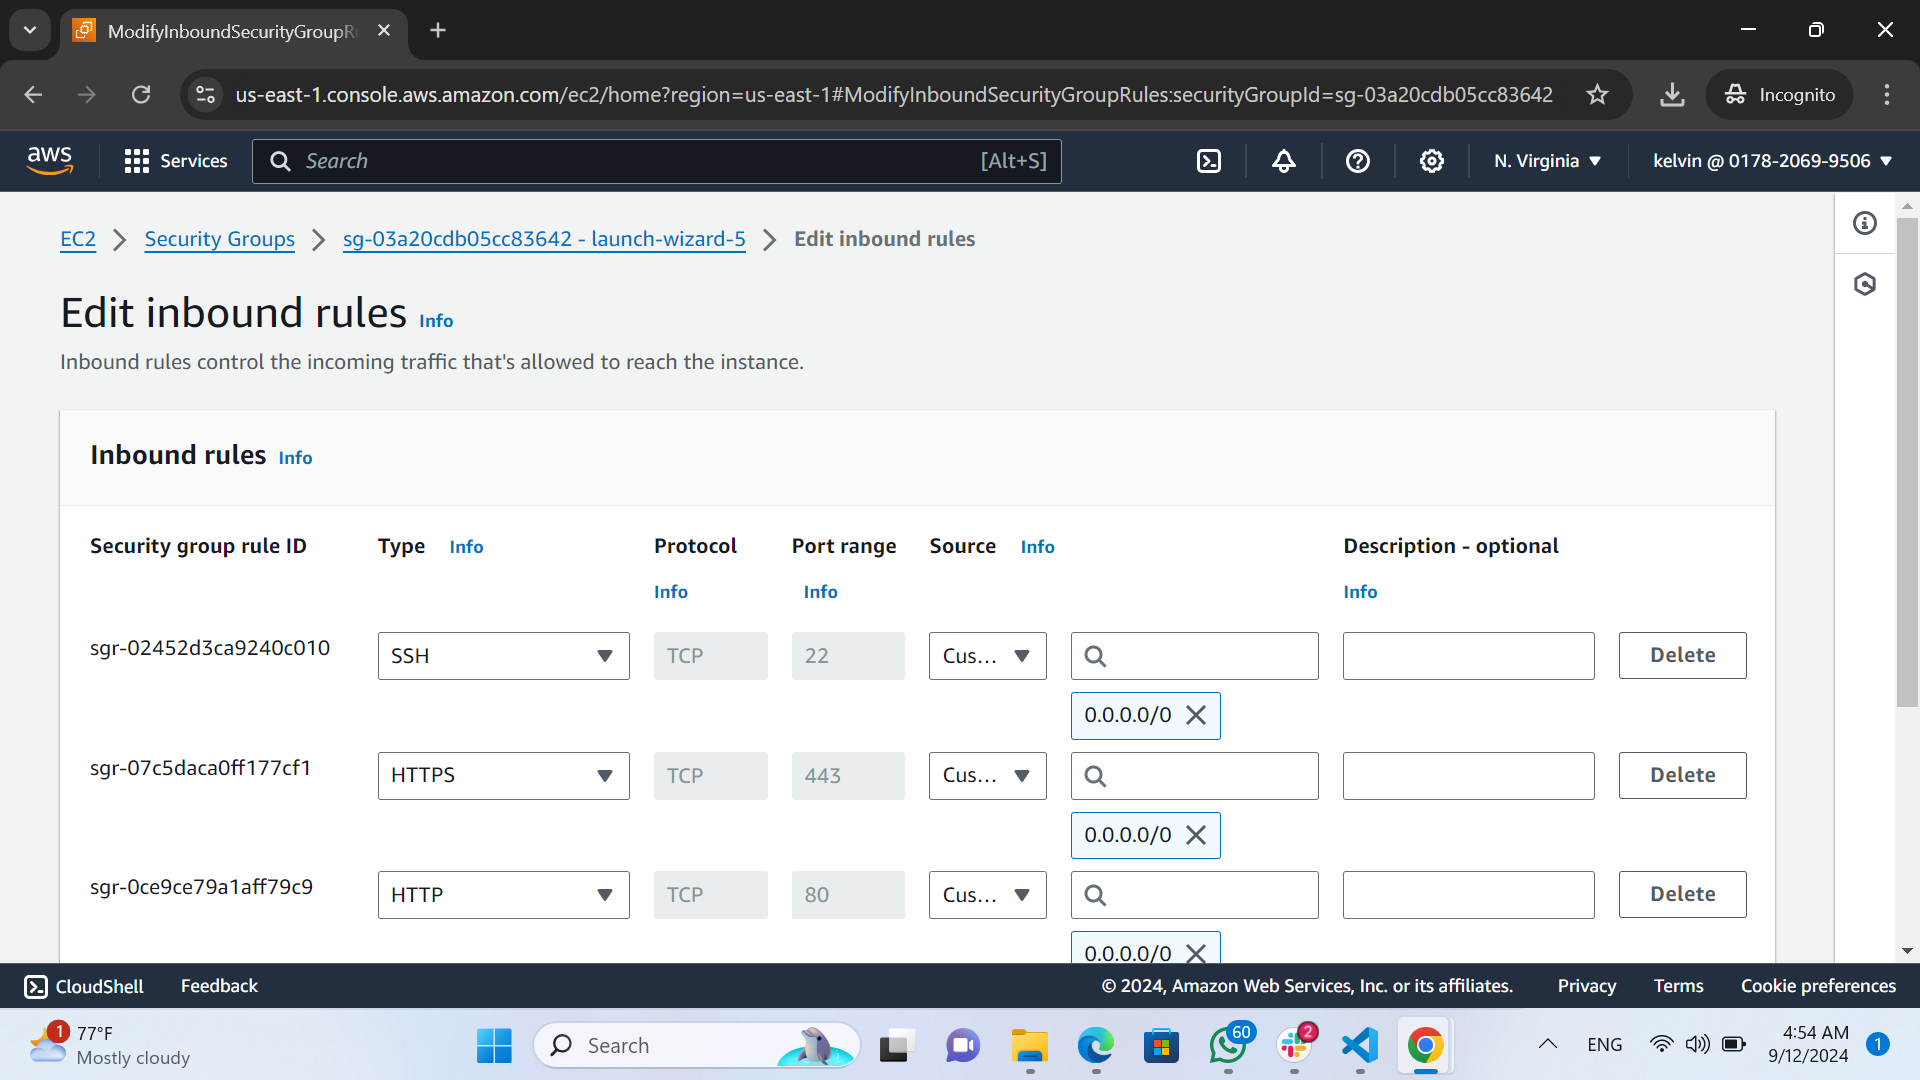 ModifyInboundSecurityGroupR
us-east-1.console.aws.amazon.com/ec2/home?region=us-east-1#ModifyInboundSecurityGroupRules:securityGroupId=sg-03a20cdb05cc83642
Incognito
aws
Services
Search
[Alt+S]
N. Virginia
kelvin @ 0178-2069-9506
EC2
Security Groups
sg-03a20cdb05cc83642 - launch-wizard-5
Edit inbound rules
Edit inbound rules Info
Inbound rules control the incoming traffic that's allowed to reach the instance.
Inbound rules Info
Security group rule ID
Type Info
Protocol
Info
Port range
Info
Source Info
Description - optional
Info
sgr-02452d3ca9240c010
SSH
TCP
22
Cus...
Delete
0.0.0.0/0
sgr-07c5daca0ff177cf1
HTTPS
TCP
443
Cus...
Delete
0.0.0.0/0
sgr-0ce9ce79a1aff79c9
HTTP
TCP
80
Cus...
Delete
0.0.0.0/0
CloudShell
Feedback
© 2024, Amazon Web Services, Inc. or its affiliates.
Privacy
Terms
Cookie preferences
1
77°F
Mostly cloudy
Search
60
2
ENG
4:54 AM
9/12/2024
1